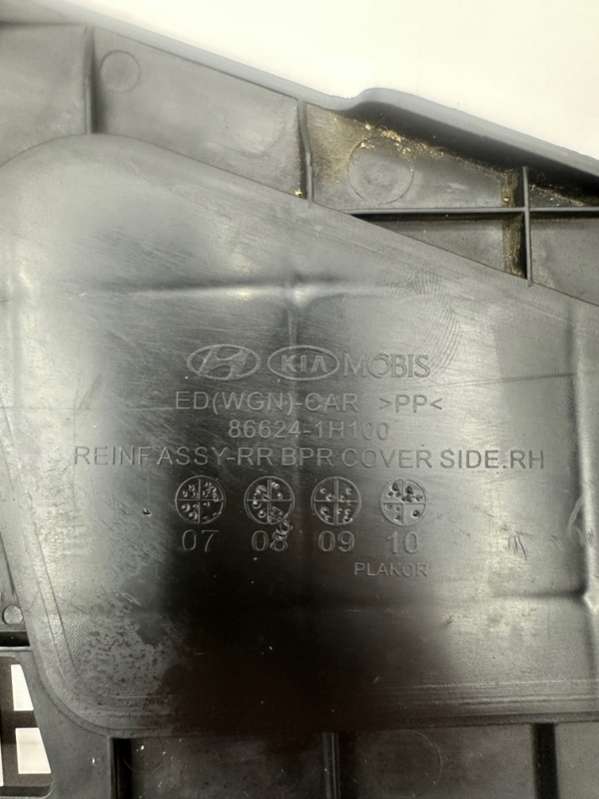 KIA MOBIS
ED(WGN)-CAR >PP<
86624-1H100
REINF ASSY-RR BPR COVER SIDE.RH
07 08 09 10
PLAKOR